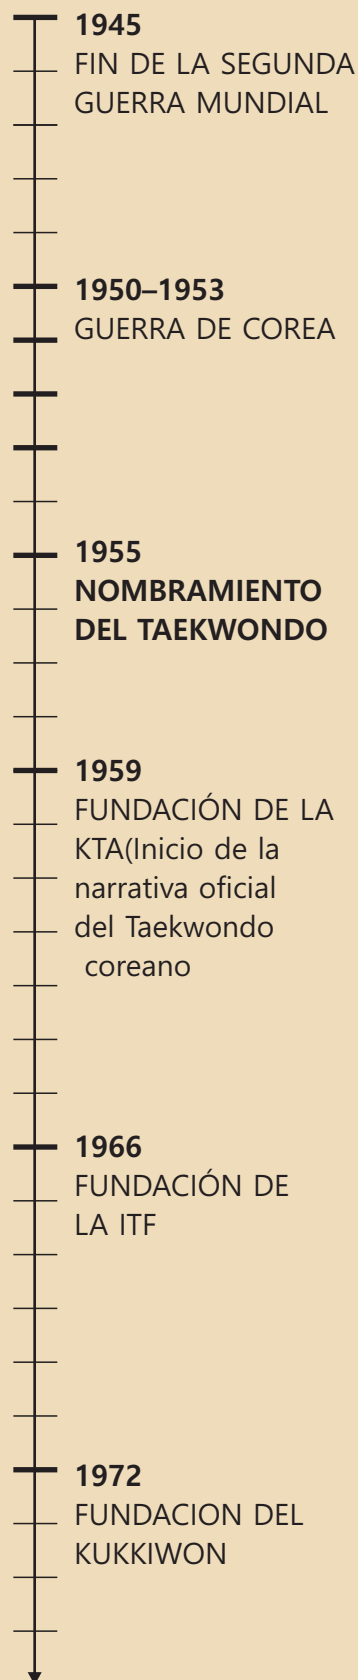 1945
FIN DE LA SEGUNDA
GUERRA MUNDIAL
1950–1953
GUERRA DE COREA
1955
NOMBRAMIENTO
DEL TAEKWONDO
1959
FUNDACIÓN DE LA
KTA(Inicio de la
narrativa oficial
del Taekwondo
coreano
1966
FUNDACIÓN DE
LA ITF
1972
FUNDACION DEL
KUKKIWON